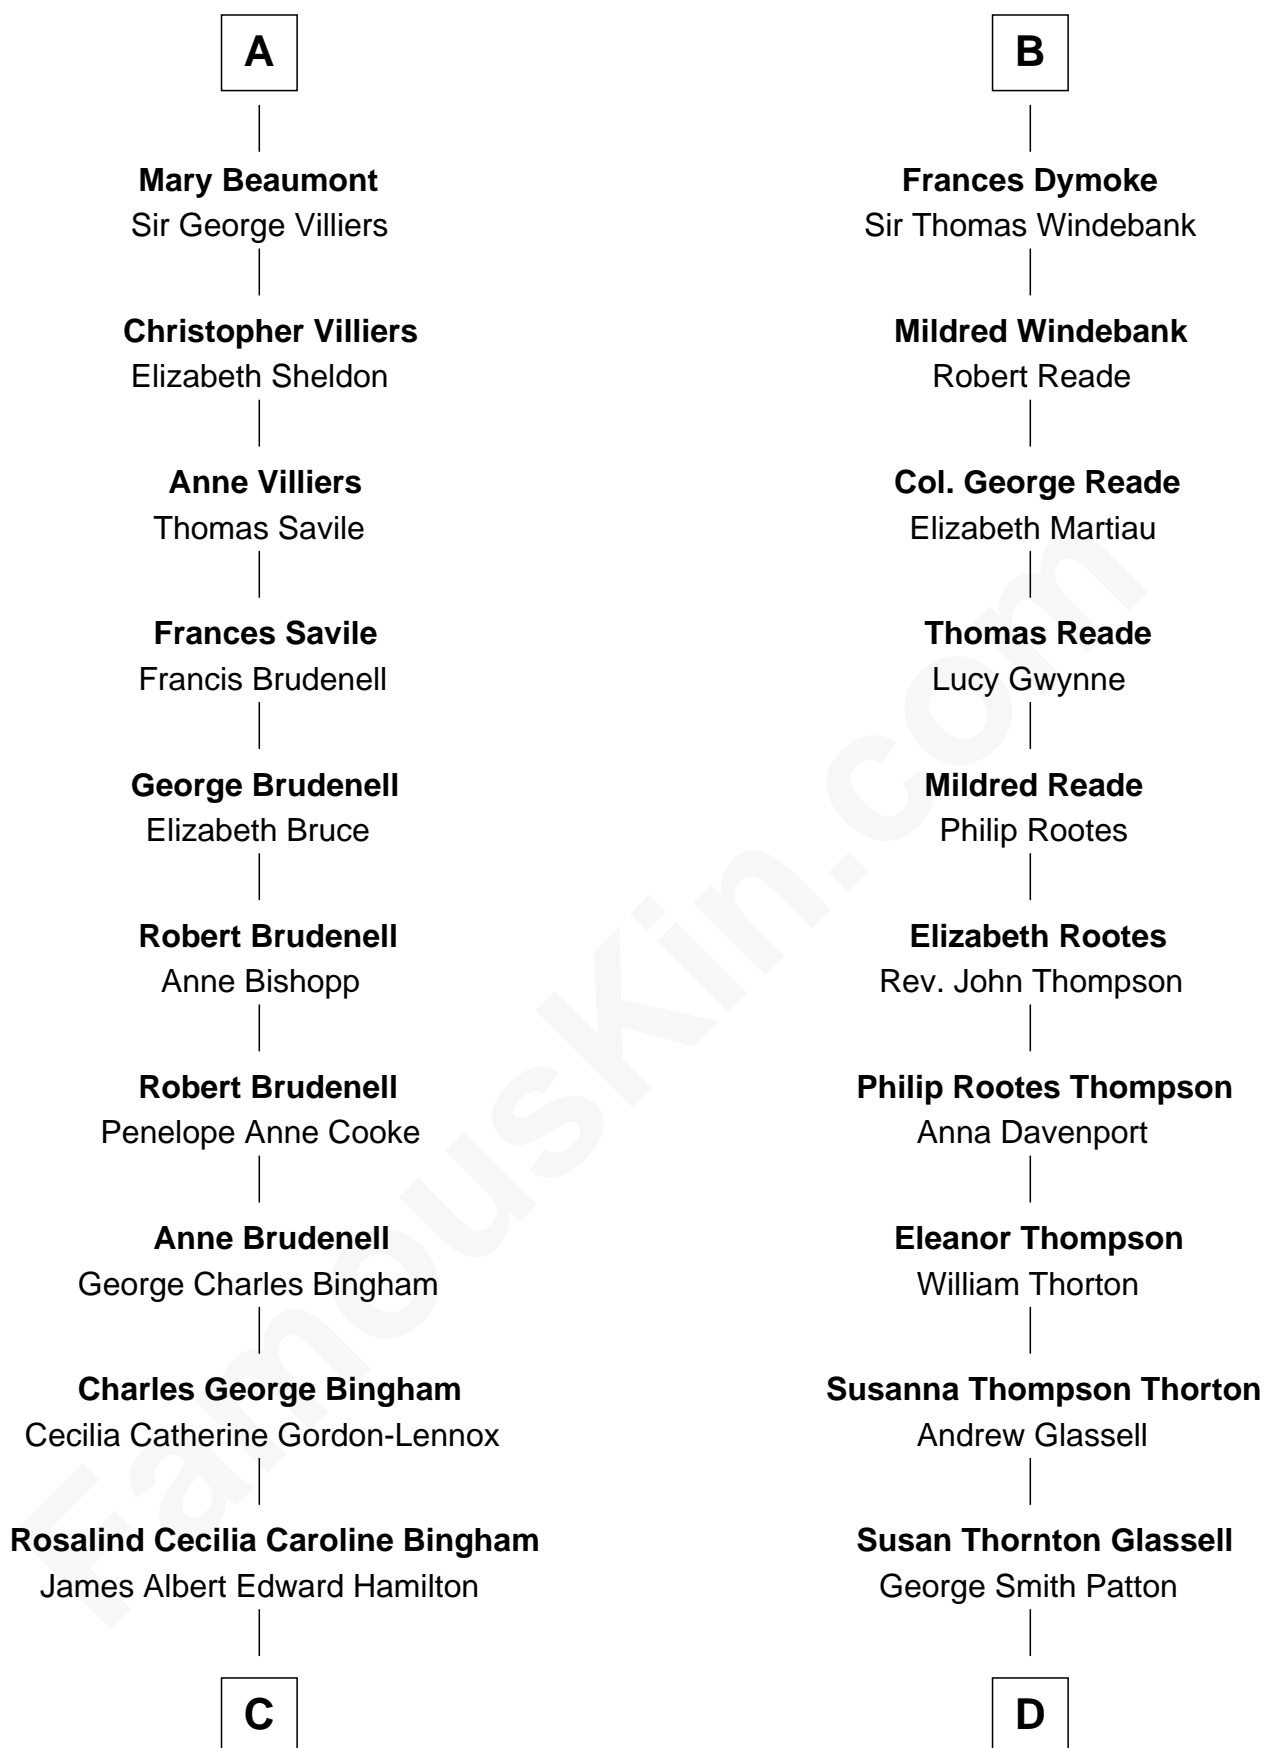 A
Mary Beaumont
Sir George Villiers
Christopher Villiers
Elizabeth Sheldon
Anne Villiers
Thomas Savile
Frances Savile
Francis Brudenell
George Brudenell
Elizabeth Bruce
Robert Brudenell
Anne Bishopp
Robert Brudenell
Penelope Anne Cooke
Anne Brudenell
George Charles Bingham
Charles George Bingham
Cecilia Catherine Gordon-Lennox
Rosalind Cecilia Caroline Bingham
James Albert Edward Hamilton
C
B
Frances Dymoke
Sir Thomas Windebank
Mildred Windebank
Robert Reade
Col. George Reade
Elizabeth Martiau
Thomas Reade
Lucy Gwynne
Mildred Reade
Philip Rootes
Elizabeth Rootes
Rev. John Thompson
Philip Rootes Thompson
Anna Davenport
Eleanor Thompson
William Thorton
Susanna Thompson Thorton
Andrew Glassell
Susan Thornton Glassell
George Smith Patton
D
FamousKin.com